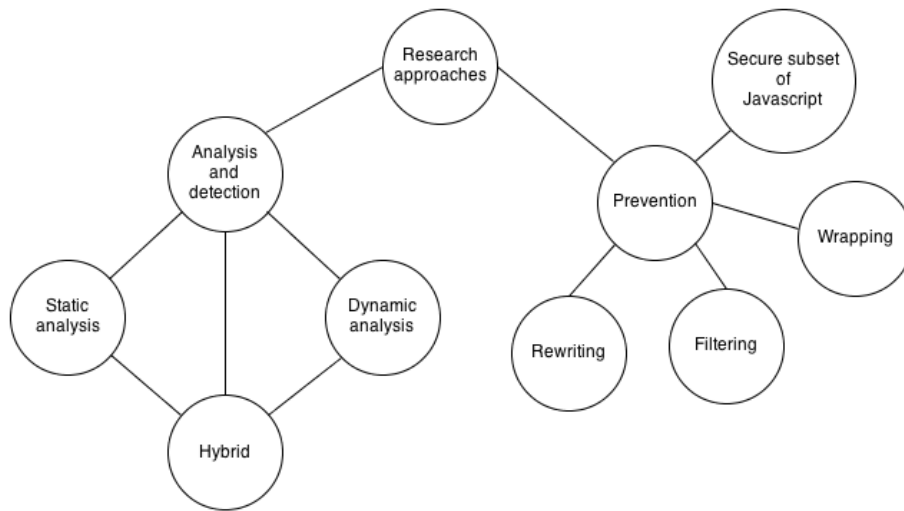 Research
approaches
Secure subset
of
Javascript
Analysis
and
detection
Prevention
Wrapping
Static
analysis
Dynamic
analysis
Rewriting
Filtering
Hybrid